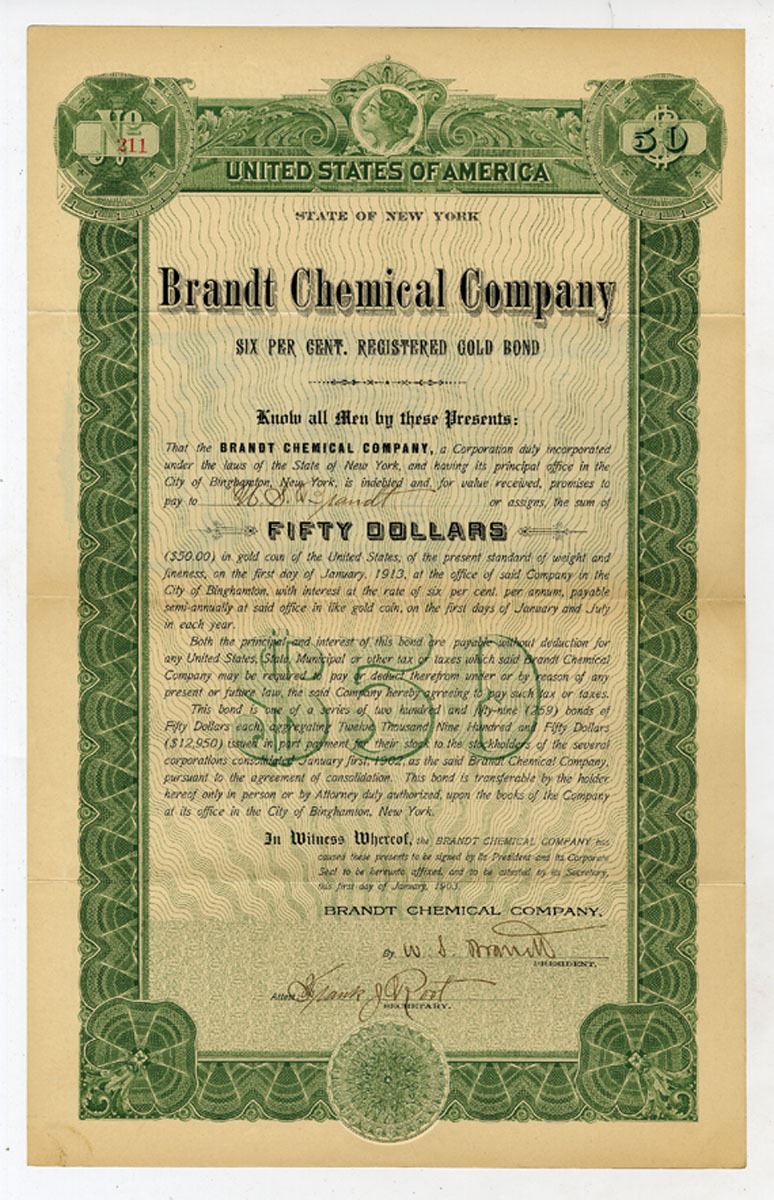 No
211
50
UNITED STATES OF AMERICA
STATE OF NEW YORK
Brandt Chemical Company
SIX PER CENT. REGISTERED GOLD BOND
Know all Men by these Presents:
That the BRANDT CHEMICAL COMPANY, a Corporation duly incorporated
under the laws of the State of New York, and having its principal office in the
City of Binghamton, New York, is indebted and, for value received, promises to
pay to W. S. Brandt or assigns, the sum of
FIFTY DOLLARS
($50.00) in gold coin of the United States, of the present standard of weight and
fineness, on the first day of January, 1913, at the office of said Company in the
City of Binghamton, with interest at the rate of six per cent. per annum, payable
semi-annually at said office in like gold coin, on the first days of January and July
in each year.
Both the principal and interest of this bond are payable without deduction for
any United States, State, Municipal or other tax or taxes which said Brandt Chemical
Company may be required to pay or deduct therefrom under or by reason of any
present or future law, the said Company hereby agreeing to pay such tax or taxes.
This bond is one of a series of two hundred and fifty-nine (259) bonds of
Fifty Dollars each, aggregating Twelve Thousand Nine Hundred and Fifty Dollars
($12,950) issued in part payment for their stock to the stockholders of the several
corporations consolidated January first, 1902, as the said Brandt Chemical Company,
pursuant to the agreement of consolidation. This bond is transferable by the holder
hereof only in person or by Attorney duly authorized, upon the books of the Company
at its office in the City of Binghamton, New York.
In Witness Whereof, the BRANDT CHEMICAL COMPANY has
caused these presents to be signed by its President and its Corporate
Seal to be hereunto affixed, and to be attested by its Secretary,
this first day of January, 1903.
BRANDT CHEMICAL COMPANY,
By W. S. Brandt
PRESIDENT.
Attest Frank J. Root
SECRETARY.
$50